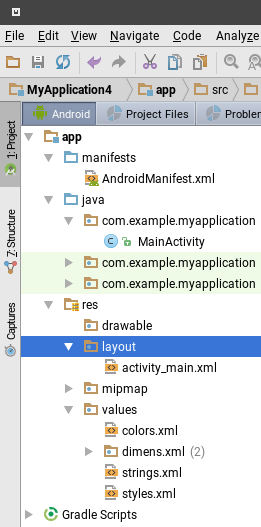 File Edit View Navigate Code Analyze
MyApplication4 app src
Android Project Files Probler
1: Project
7: Structure
Captures
app
manifests
AndroidManifest.xml
java
com.example.myapplication
MainActivity
com.example.myapplication
com.example.myapplication
res
drawable
layout
activity_main.xml
mipmap
values
colors.xml
dimens.xml (2)
strings.xml
styles.xml
Gradle Scripts